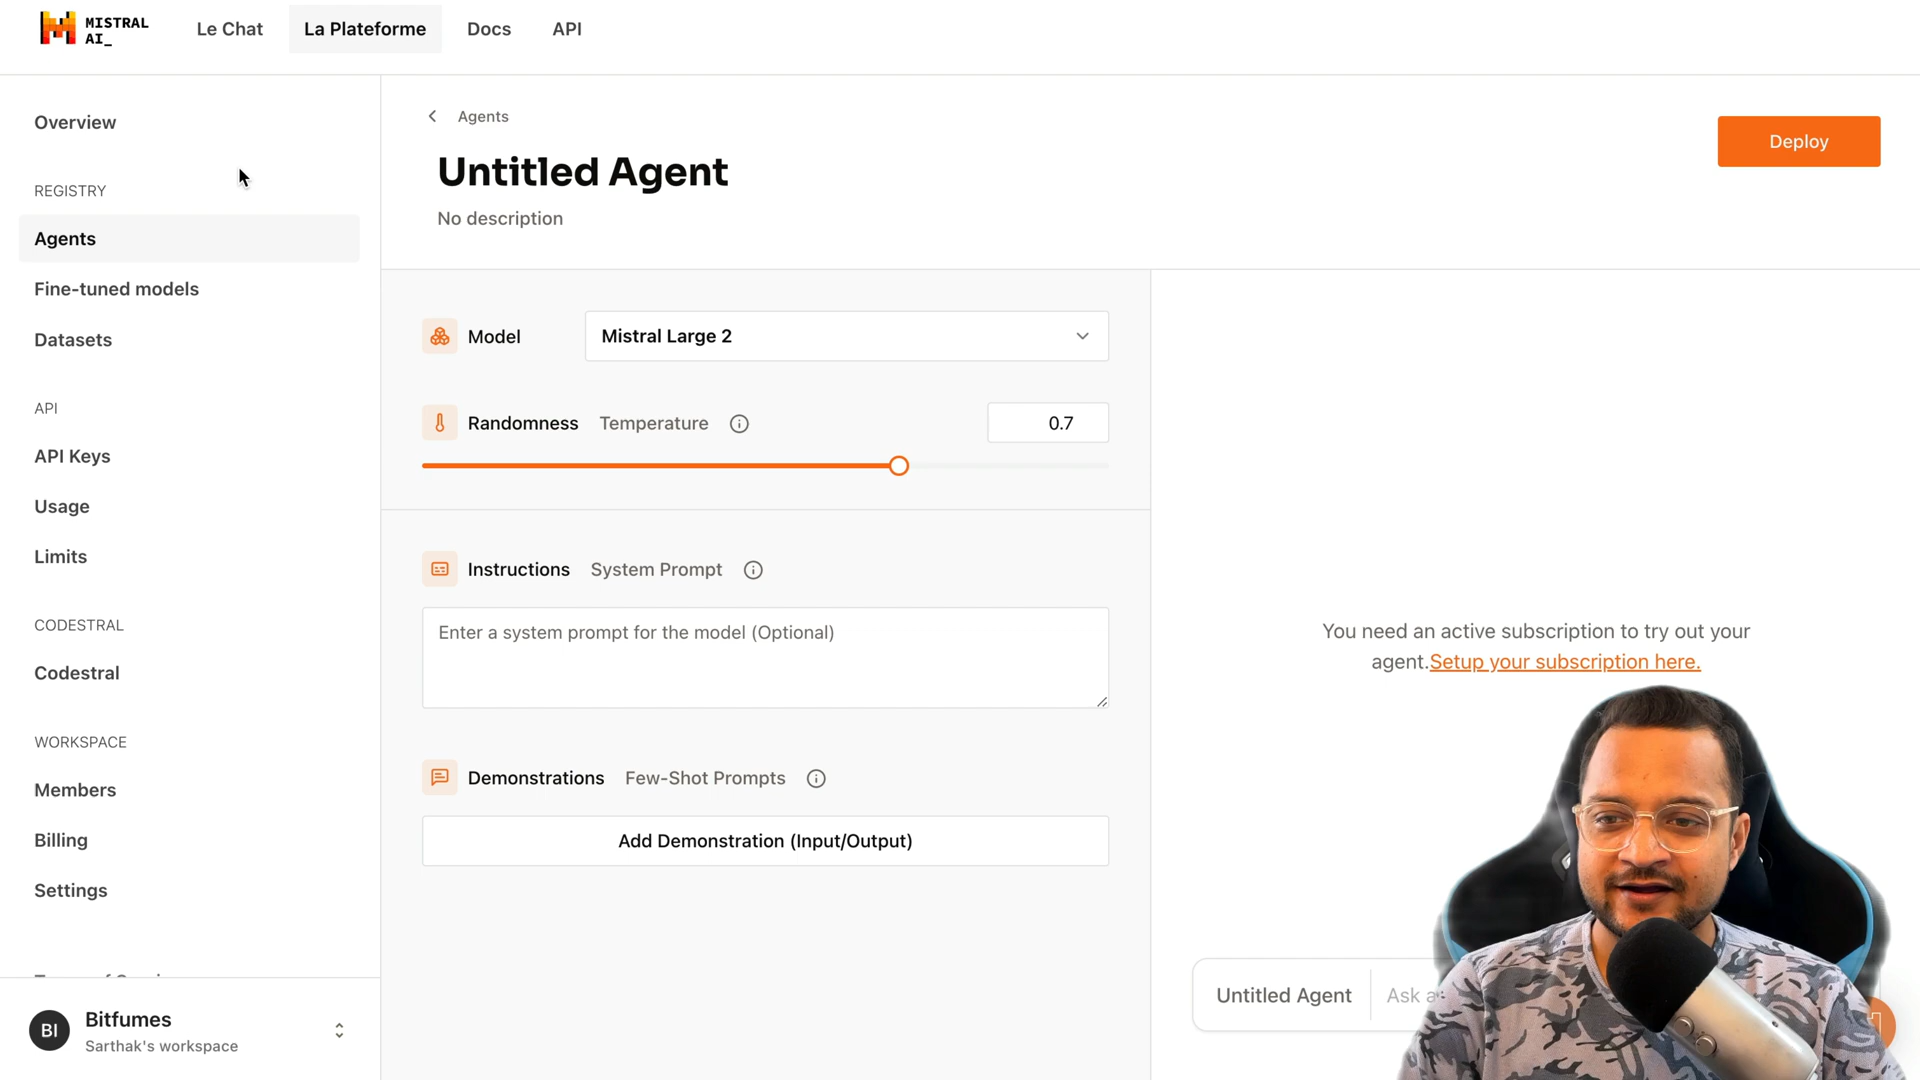 MISTRAL
AI_
Le Chat
La Plateforme
Docs
API
Overview
REGISTRY
Agents
Fine-tuned models
Datasets
API
API Keys
Usage
Limits
CODESTRAL
Codestral
WORKSPACE
Members
Billing
Settings
BI
Bitfumes
Sarthak's workspace
Agents
Untitled Agent
No description
Deploy
Model
Mistral Large 2
Randomness Temperature
0.7
Instructions System Prompt
Enter a system prompt for the model (Optional)
Demonstrations Few-Shot Prompts
Add Demonstration (Input/Output)
You need an active subscription to try out your
agent.Setup your subscription here.
Untitled Agent
Ask